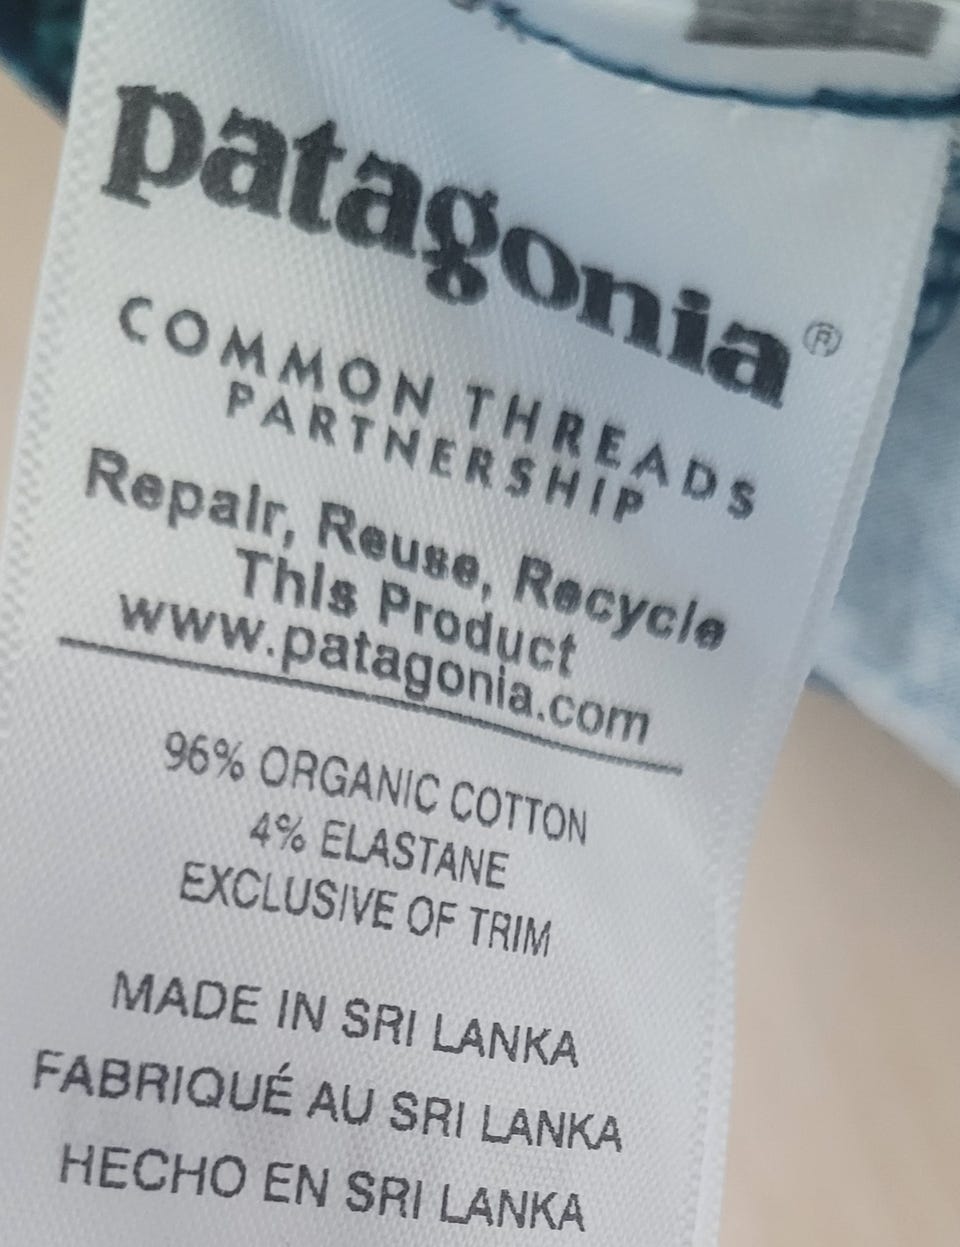 patagonia®
COMMON THREADS
PARTNERSHIP
Repair, Reuse, Recycle
This Product
www.patagonia.com
96% ORGANIC COTTON
4% ELASTANE
EXCLUSIVE OF TRIM
MADE IN SRI LANKA
FABRIQUÉ AU SRI LANKA
HECHO EN SRI LANKA